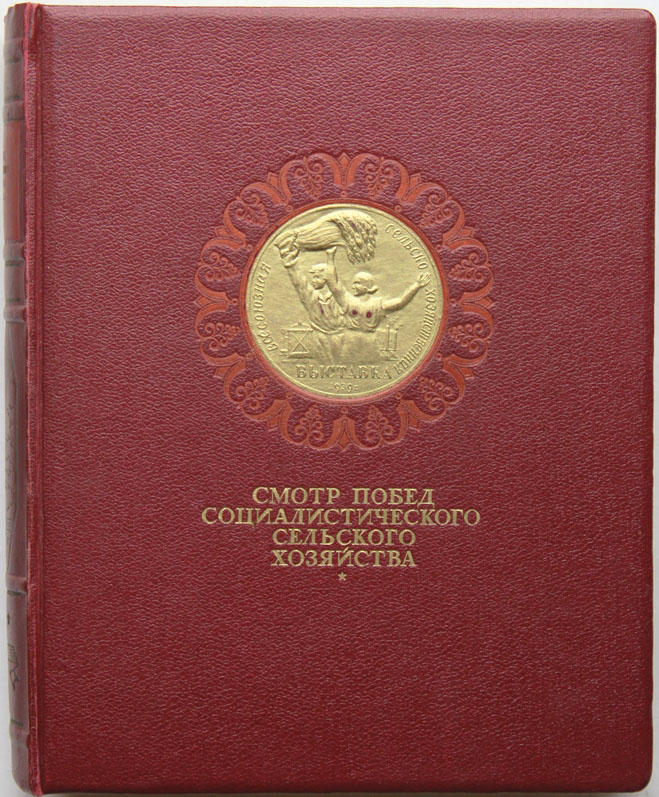 ВСЕСОЮЗНАЯ СЕЛЬСКО ХОЗЯЙСТВЕННАЯ
ВЫСТАВКА
1939
СМОТР ПОБЕД
СОЦИАЛИСТИЧЕСКОГО
СЕЛЬСКОГО
ХОЗЯЙСТВА
*